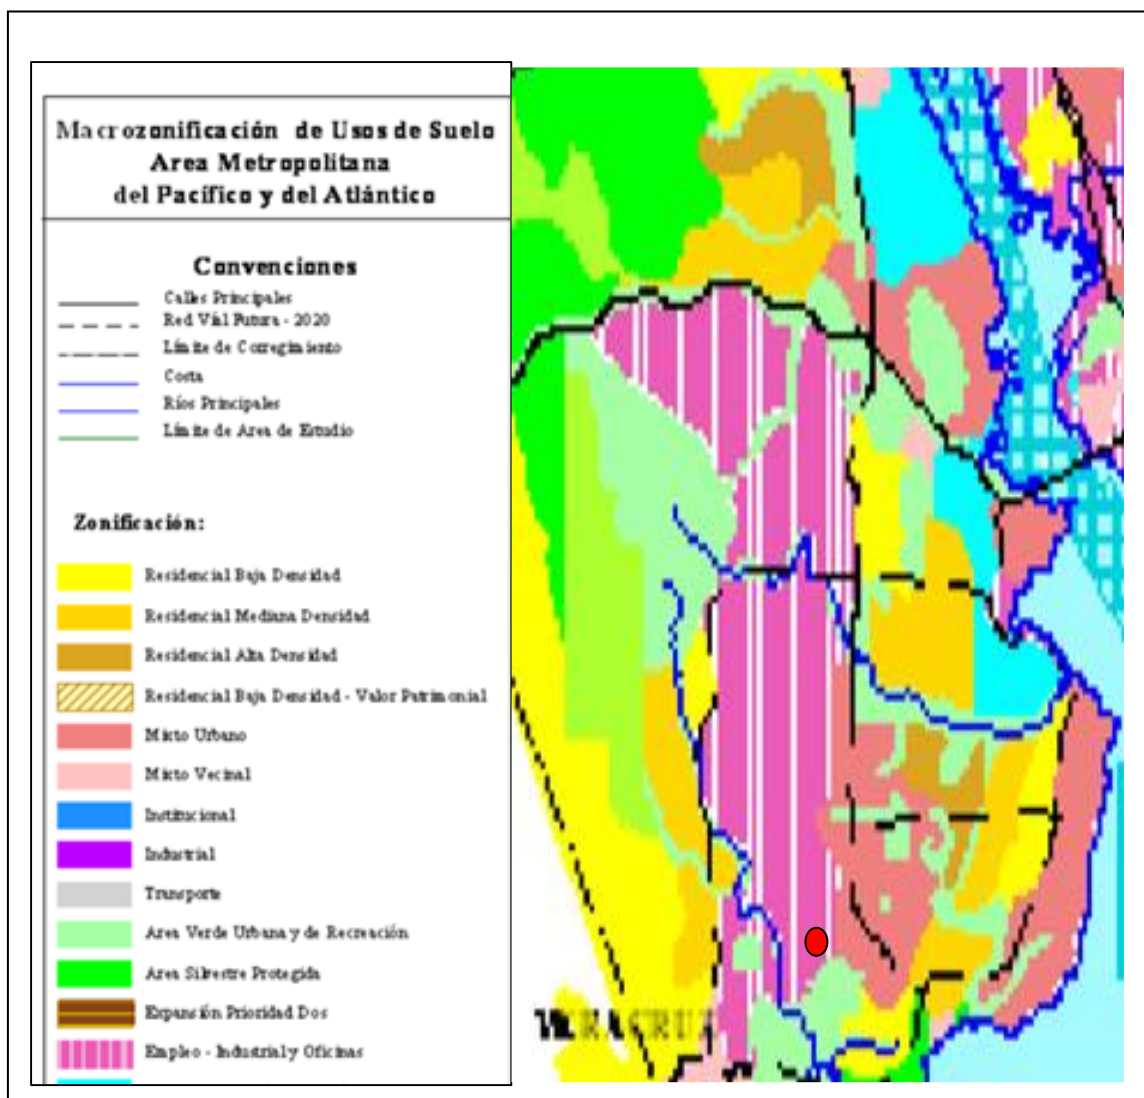 Macrozonificación de Usos de Suelo
Area Metropolitana
del Pacífico y del Atlántico
Convenciones
Calles Principales
Red Vial Futura - 2020
Límite de Corregimiento
Costa
Ríos Principales
Límite de Area de Estudio
Zonificación:
Residencial Baja Densidad
Residencial Mediana Densidad
Residencial Alta Densidad
Residencial Baja Densidad - Valor Patrimonial
Mixto Urbano
Mixto Vecinal
Institucional
Industrial
Transporte
Area Verde Urbana y de Recreación
Area Silvestre Protegida
Expansión Prioridad Dos
Empleo - Industrial y Oficinas
VERACRUZ